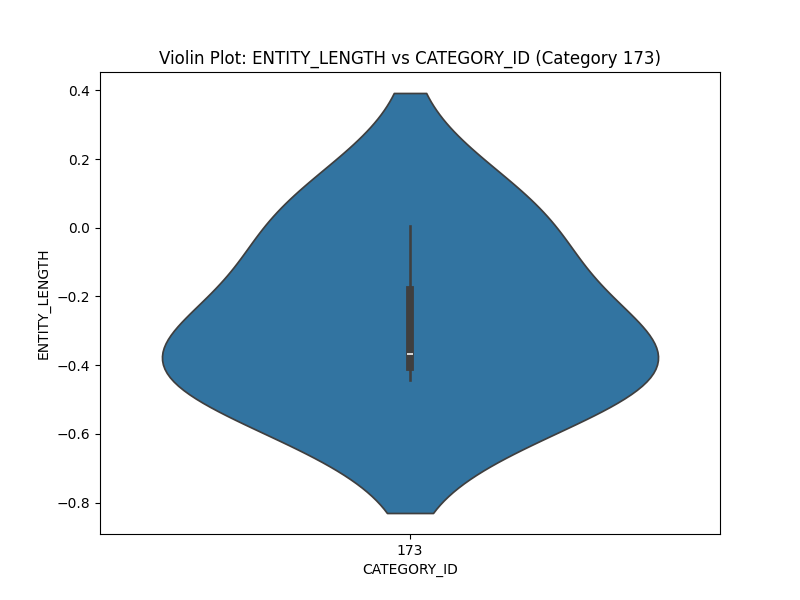 Violin Plot: ENTITY_LENGTH vs CATEGORY_ID (Category 173)
0.4
0.2
0.0
−0.2
−0.4
−0.6
−0.8
ENTITY_LENGTH
173
CATEGORY_ID